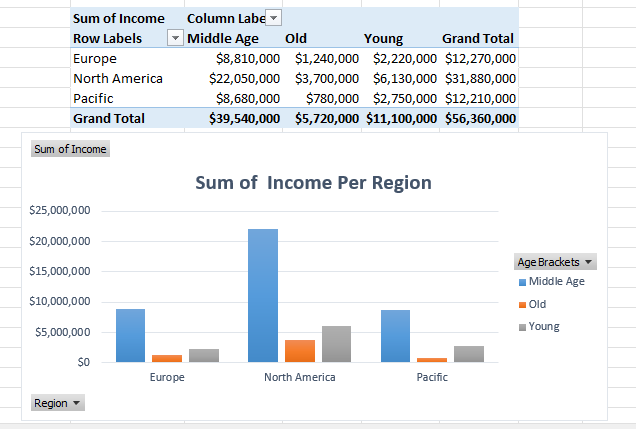 Sum of Income Column Labe
Row Labels Middle Age Old Young Grand Total
Europe $8,810,000 $1,240,000 $2,220,000 $12,270,000
North America $22,050,000 $3,700,000 $6,130,000 $31,880,000
Pacific $8,680,000 $780,000 $2,750,000 $12,210,000
Grand Total $39,540,000 $5,720,000 $11,100,000 $56,360,000
Sum of Income
Sum of Income Per Region
$25,000,000
$20,000,000
$15,000,000
$10,000,000
$5,000,000
$0
Europe North America Pacific
Age Brackets
Middle Age
Old
Young
Region